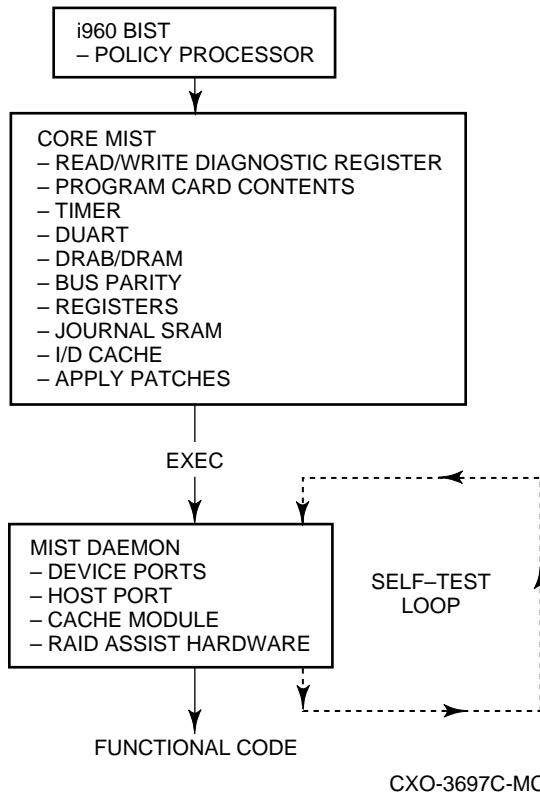 i960 BIST
– POLICY PROCESSOR
CORE MIST
– READ/WRITE DIAGNOSTIC REGISTER
– PROGRAM CARD CONTENTS
– TIMER
– DUART
– DRAB/DRAM
– BUS PARITY
– REGISTERS
– JOURNAL SRAM
– I/D CACHE
– APPLY PATCHES
EXEC
MIST DAEMON
– DEVICE PORTS
– HOST PORT
– CACHE MODULE
– RAID ASSIST HARDWARE
SELF–TEST
LOOP
FUNCTIONAL CODE
CXO-3697C-MC